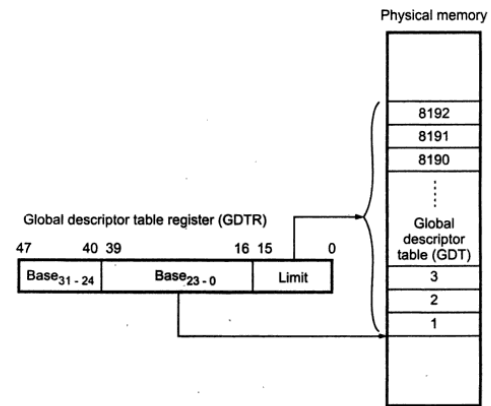 Physical memory
8192
8191
8190
Global descriptor table register (GDTR)
Global
descriptor
table (GDT)
47 40 39 16 15 0
Base31 - 24 Base23 - 0 Limit
3
2
1